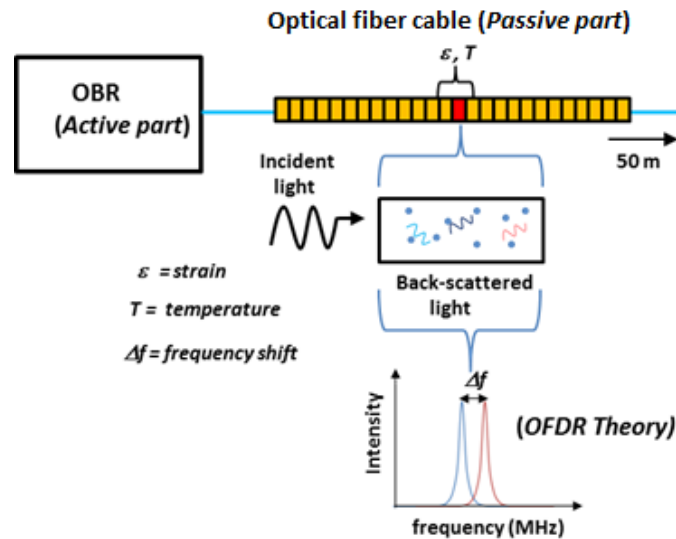 Optical fiber cable (Passive part)
ε, T
OBR
(Active part)
50 m
Incident
light
ε = strain
T = temperature
Δf = frequency shift
Back-scattered
light
Δf
(OFDR Theory)
Intensity
frequency (MHz)